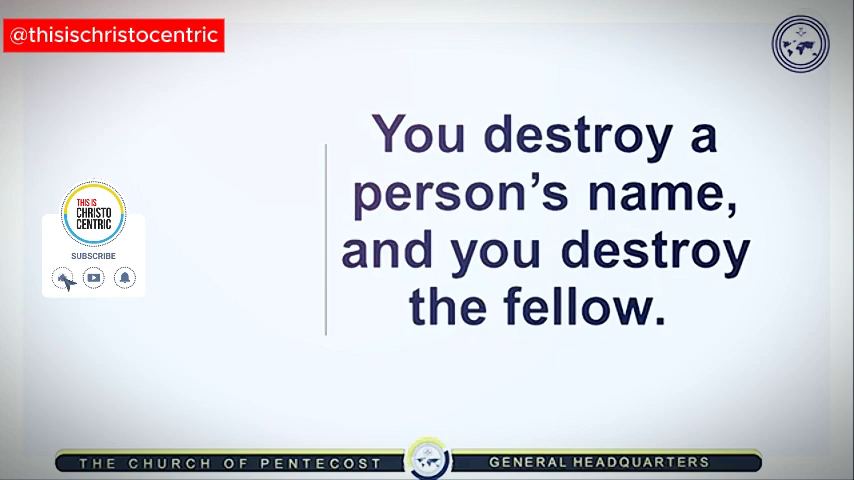 @thisischristocentric
You destroy a
person's name,
and you destroy
the fellow.
THIS IS
CHRISTO
CENTRIC
SUBSCRIBE
THE CHURCH OF PENTECOST
GENERAL HEADQUARTERS